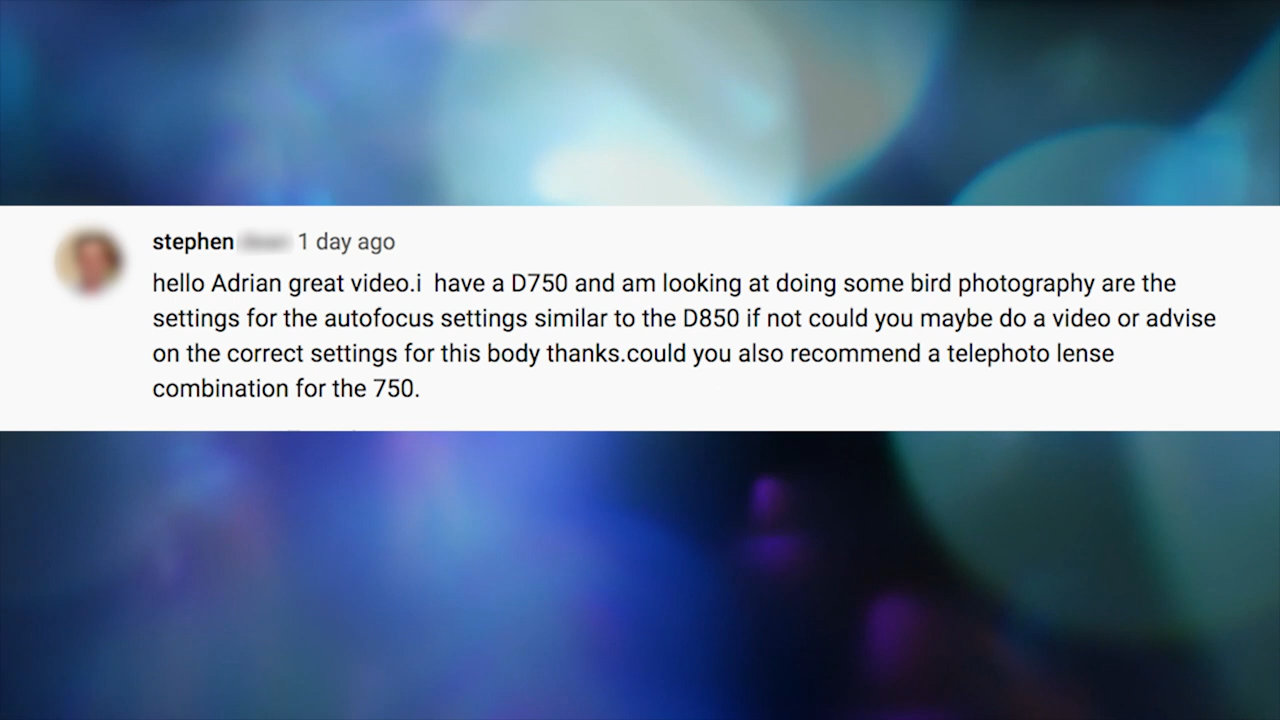 stephen 1 day ago
hello Adrian great video.i  have a D750 and am looking at doing some bird photography are the
settings for the autofocus settings similar to the D850 if not could you maybe do a video or advise
on the correct settings for this body thanks.could you also recommend a telephoto lense
combination for the 750.